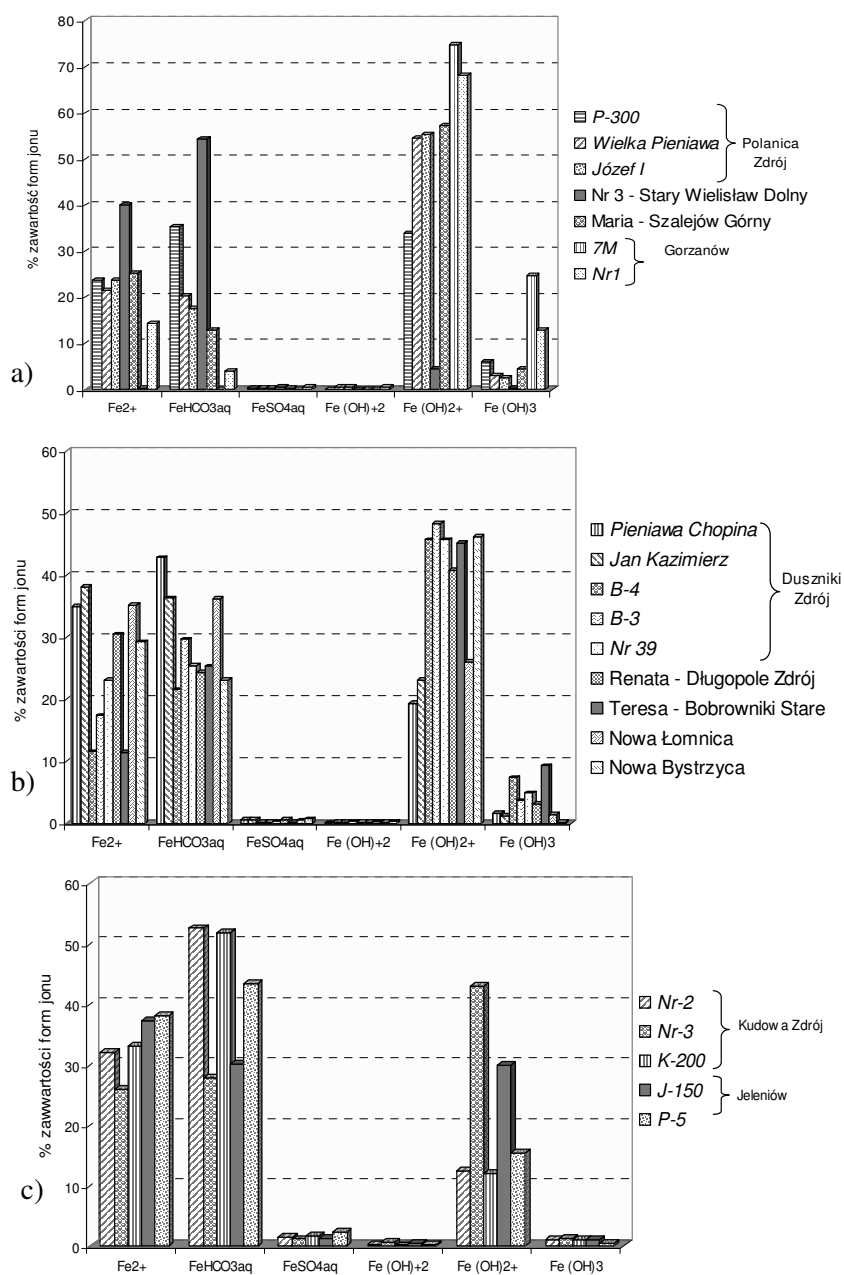 80
70
60
50
40
30
20
10
0
% zawartość form jonu
Fe2+ FeHCO3aq FeSO4aq Fe (OH)+2 Fe (OH)2+ Fe (OH)3
P-300
Wielka Pieniawa
Józef I
Polanica
Zdrój
Nr 3 - Stary Wielisław Dolny
Maria - Szalejów Górny
7M
Nr1
Gorzanów
a)
60
50
40
30
20
10
0
% zawartości form jonu
Fe2+ FeHCO3aq FeSO4aq Fe (OH)+2 Fe (OH)2+ Fe (OH)3
Pieniawa Chopina
Jan Kazimierz
B-4
B-3
Nr 39
Duszniki
Zdrój
Renata - Długopole Zdrój
Teresa - Bobrowniki Stare
Nowa Łomnica
Nowa Bystrzyca
b)
60
50
40
30
20
10
0
% zawwartości form jonu
Fe2+ FeHCO3aq FeSO4aq Fe (OH)+2 Fe (OH)2+ Fe (OH)3
Nr-2
Nr-3
K-200
Kudowa Zdrój
J-150
P-5
Jeleniów
c)